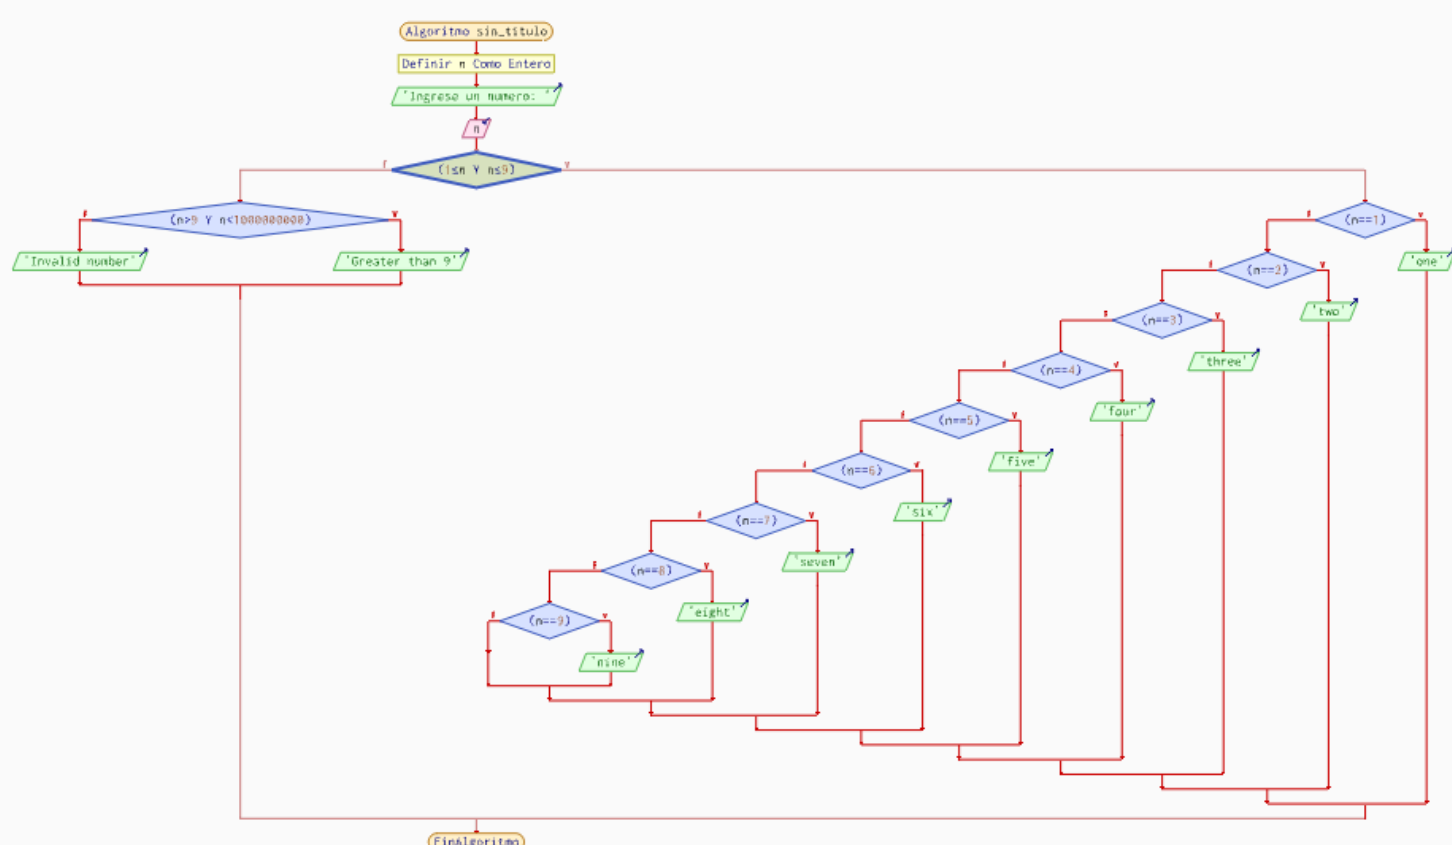 Algoritmo sin_titulo
Definir n Como Entero
'Ingrese un numero: '
n
F (1≤n Y n≤9) V
F (n>9 Y n<1000000000) V
F (n==1) V
'Invalid number'
'Greater than 9'
'one'
F (n==2) V
'two'
F (n==3) V
'three'
F (n==4) V
'four'
F (n==5) V
'five'
F (n==6) V
'six'
F (n==7) V
'seven'
F (n==8) V
'eight'
F (n==9) V
'nine'
FinAlgoritmo